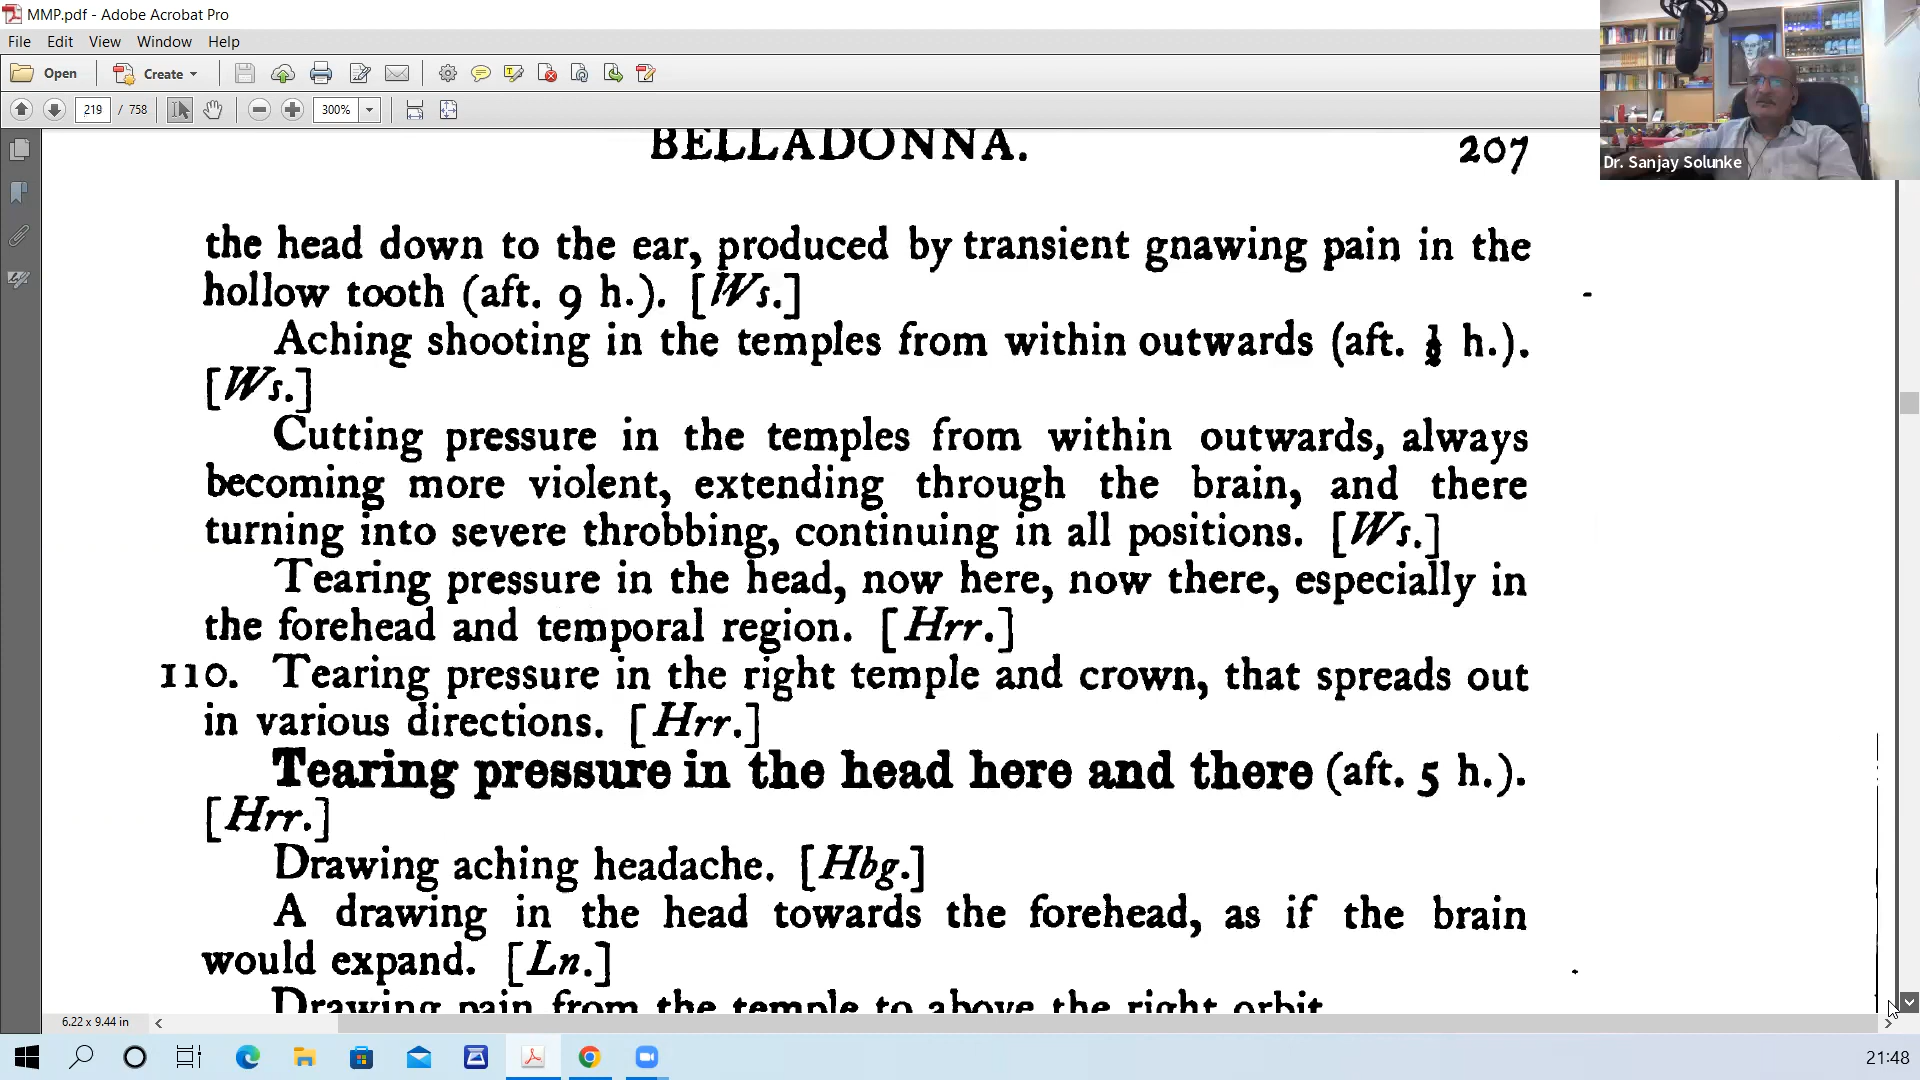 MMP.pdf - Adobe Acrobat Pro
File Edit View Window Help
Open Create
219 / 758 300%
Dr. Sanjay Solunke
BELLADONNA. 207
the head down to the ear, produced by transient gnawing pain in the
hollow tooth (aft. 9 h.). [Ws.]
Aching shooting in the temples from within outwards (aft. ½ h.).
[Ws.]
Cutting pressure in the temples from within outwards, always
becoming more violent, extending through the brain, and there
turning into severe throbbing, continuing in all positions. [Ws.]
Tearing pressure in the head, now here, now there, especially in
the forehead and temporal region. [Hrr.]
110. Tearing pressure in the right temple and crown, that spreads out
in various directions. [Hrr.]
Tearing pressure in the head here and there (aft. 5 h.).
[Hrr.]
Drawing aching headache. [Hbg.]
A drawing in the head towards the forehead, as if the brain
would expand. [Ln.]
Drawing pain from the temple to above the right orbit
6.22 x 9.44 in
21:48